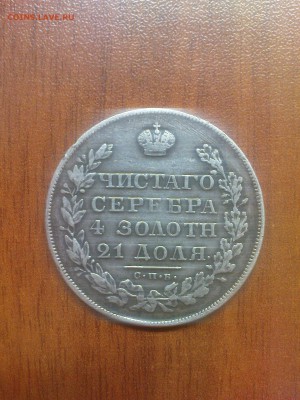 COINS.LAVE.RU
ЧИСТАГО
СЕРЕБРА
4 ЗОЛОТН
21 ДОЛЯ.
С·П·Б·